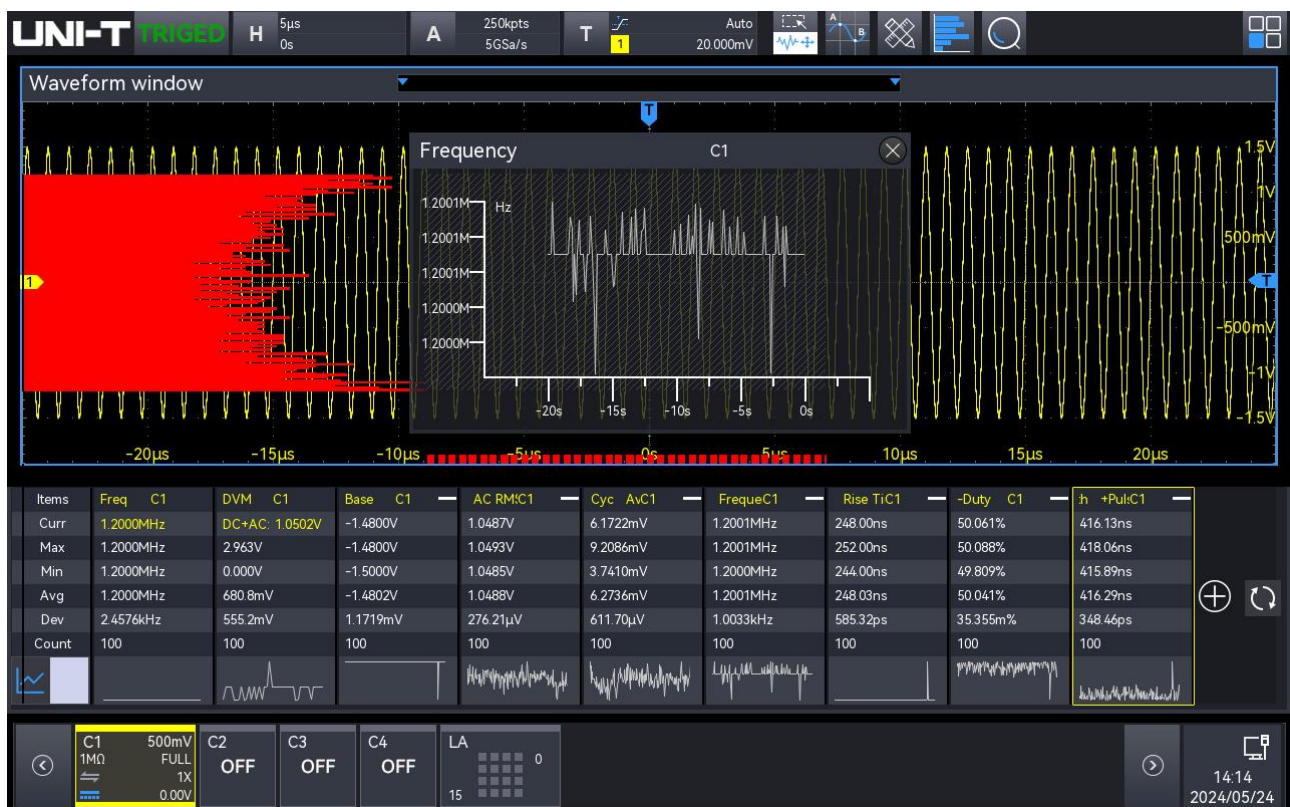 UNI-T TRIGED H 5µs 0s A 250kpts 5GSa/s T 1 Auto 20.000mV A B
Waveform window
T
Frequency C1
1.5V
1V
500mV
-500mV
-1V
-1.5V
1
T
1.2001M
Hz
1.2001M
1.2001M
1.2000M
1.2000M
-20s -15s -10s -5s 0s
-20µs -15µs -10µs -5µs 0s 5µs 10µs 15µs 20µs
Items Freq C1 DVM C1 Base C1 AC RM!C1 Cyc AvC1 FrequeC1 Rise TiC1 -Duty C1 :h +Pul:C1
Curr 1.2000MHz DC+AC: 1.0502V -1.4800V 1.0487V 6.1722mV 1.2001MHz 248.00ns 50.061% 416.13ns
Max 1.2000MHz 2.963V -1.4800V 1.0493V 9.2086mV 1.2001MHz 252.00ns 50.088% 418.06ns
Min 1.2000MHz 0.000V -1.5000V 1.0485V 3.7410mV 1.2000MHz 244.00ns 49.809% 415.89ns
Avg 1.2000MHz 680.8mV -1.4802V 1.0488V 6.2736mV 1.2001MHz 248.03ns 50.041% 416.29ns
Dev 2.4576kHz 555.2mV 1.1719mV 276.21µV 611.70µV 1.0033kHz 585.32ps 35.355m% 348.46ps
Count 100 100 100 100 100 100 100 100 100
C1 500mV
1MΩ FULL
1X
0.00V
C2
OFF
C3
OFF
C4
OFF
LA
0
15
14:14
2024/05/24